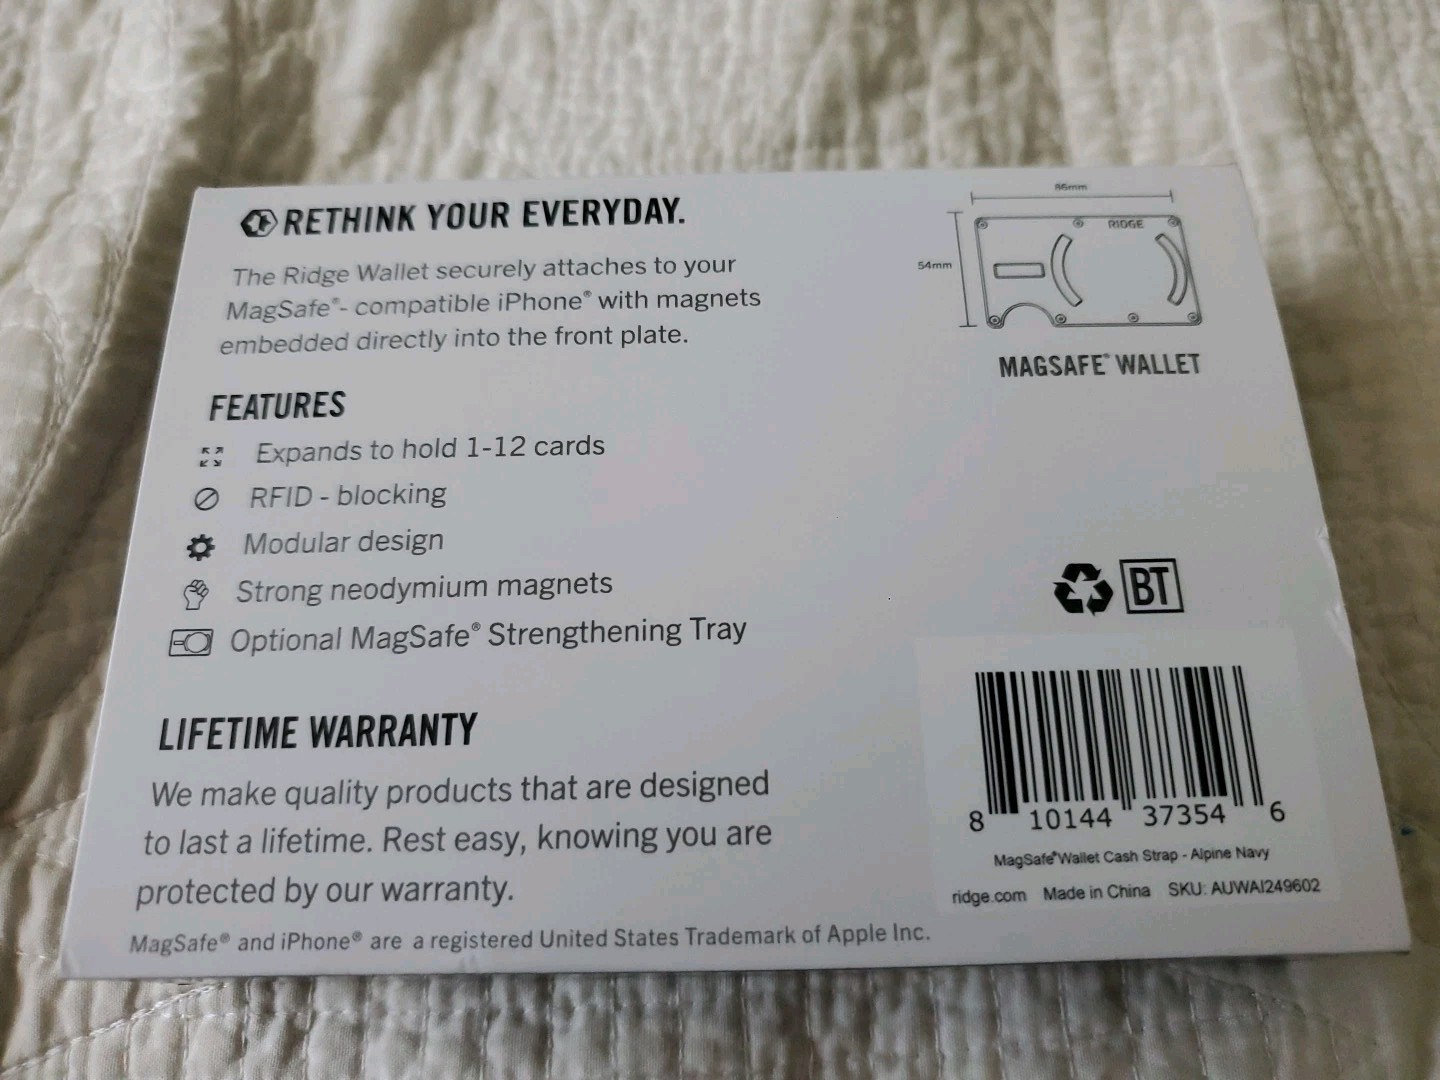 RETHINK YOUR EVERYDAY.
The Ridge Wallet securely attaches to your
MagSafe®- compatible iPhone® with magnets
embedded directly into the front plate.
FEATURES
Expands to hold 1-12 cards
RFID - blocking
Modular design
Strong neodymium magnets
Optional MagSafe® Strengthening Tray
LIFETIME WARRANTY
We make quality products that are designed
to last a lifetime. Rest easy, knowing you are
protected by our warranty.
MagSafe® and iPhone® are a registered United States Trademark of Apple Inc.
86mm
54mm
RIDGE
MAGSAFE® WALLET
BT
8 10144 37354 6
MagSafe®Wallet Cash Strap - Alpine Navy
ridge.com Made in China SKU: AUWAI249602